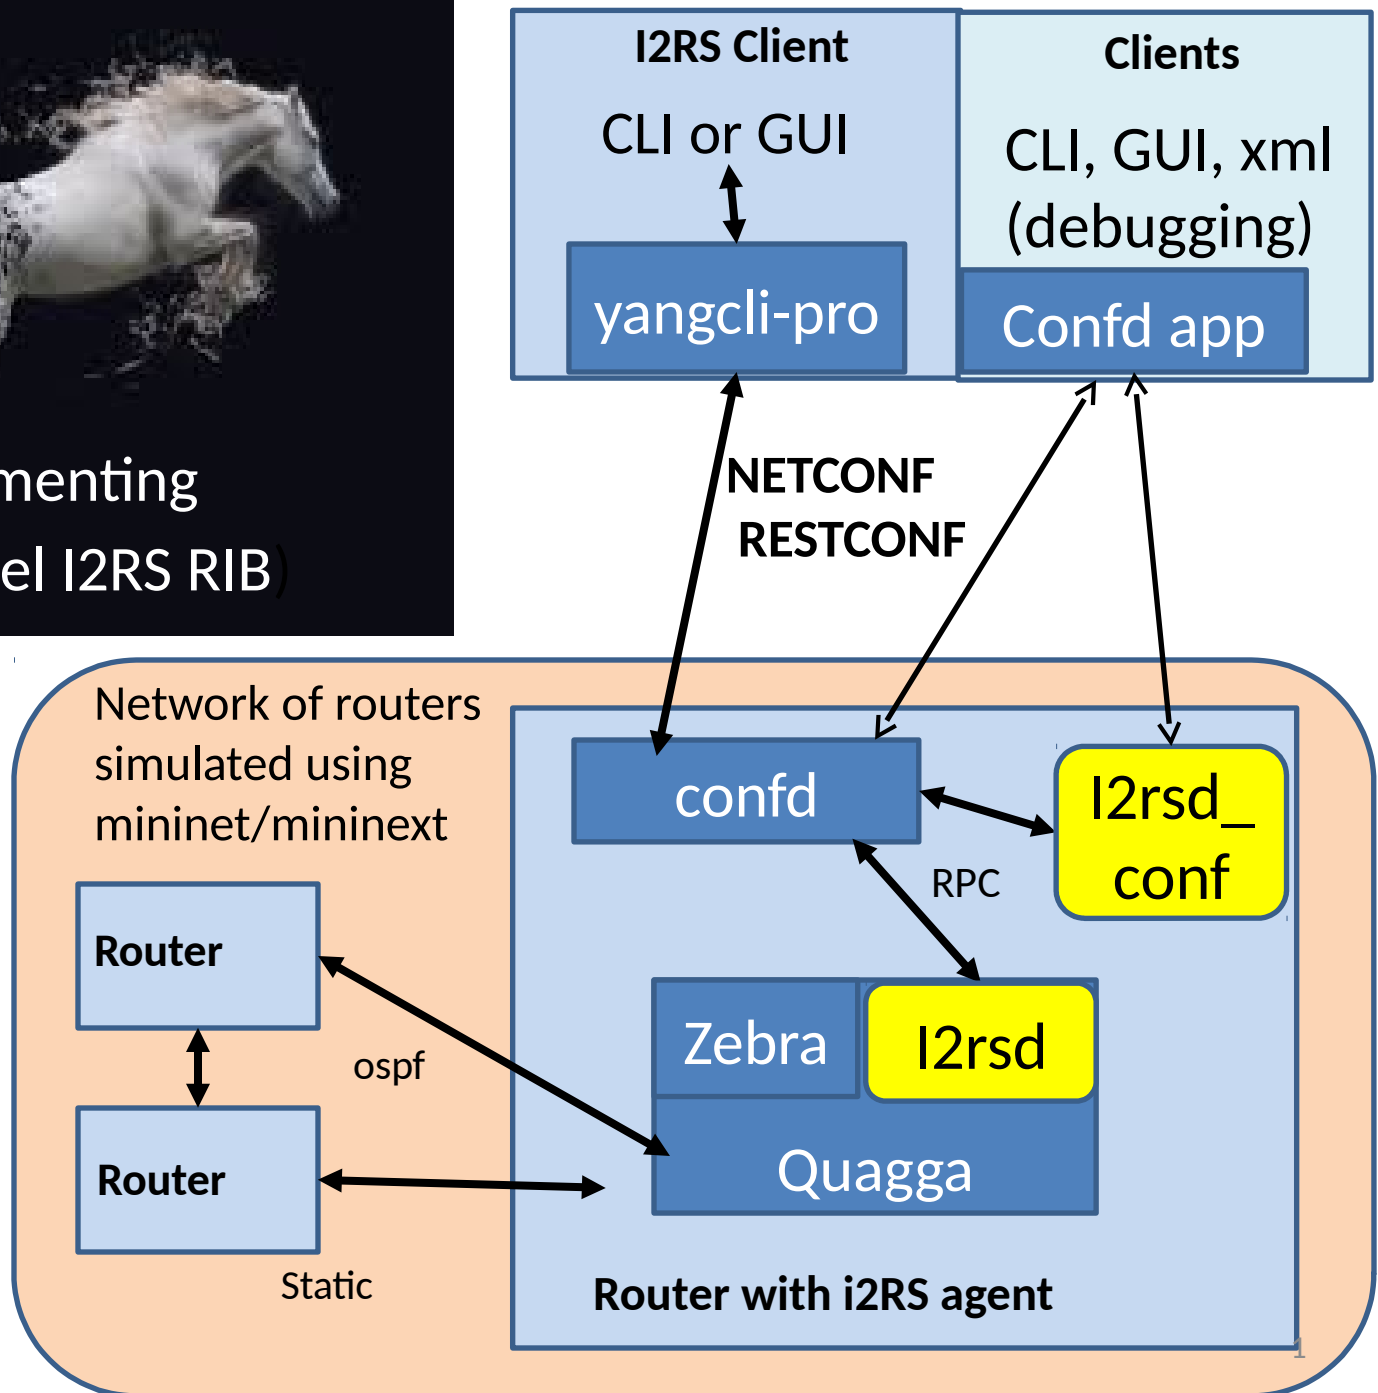 I2RS Client
CLI or GUI
yangcli-pro
Clients
CLI, GUI, xml
(debugging)
Confd app
menting
el I2RS RIB)
NETCONF
RESTCONF
Network of routers
simulated using
mininet/mininext
confd
I2rsd_
conf
RPC
Router
ospf
Zebra
I2rsd
Quagga
Router
Static
Router with i2RS agent
1